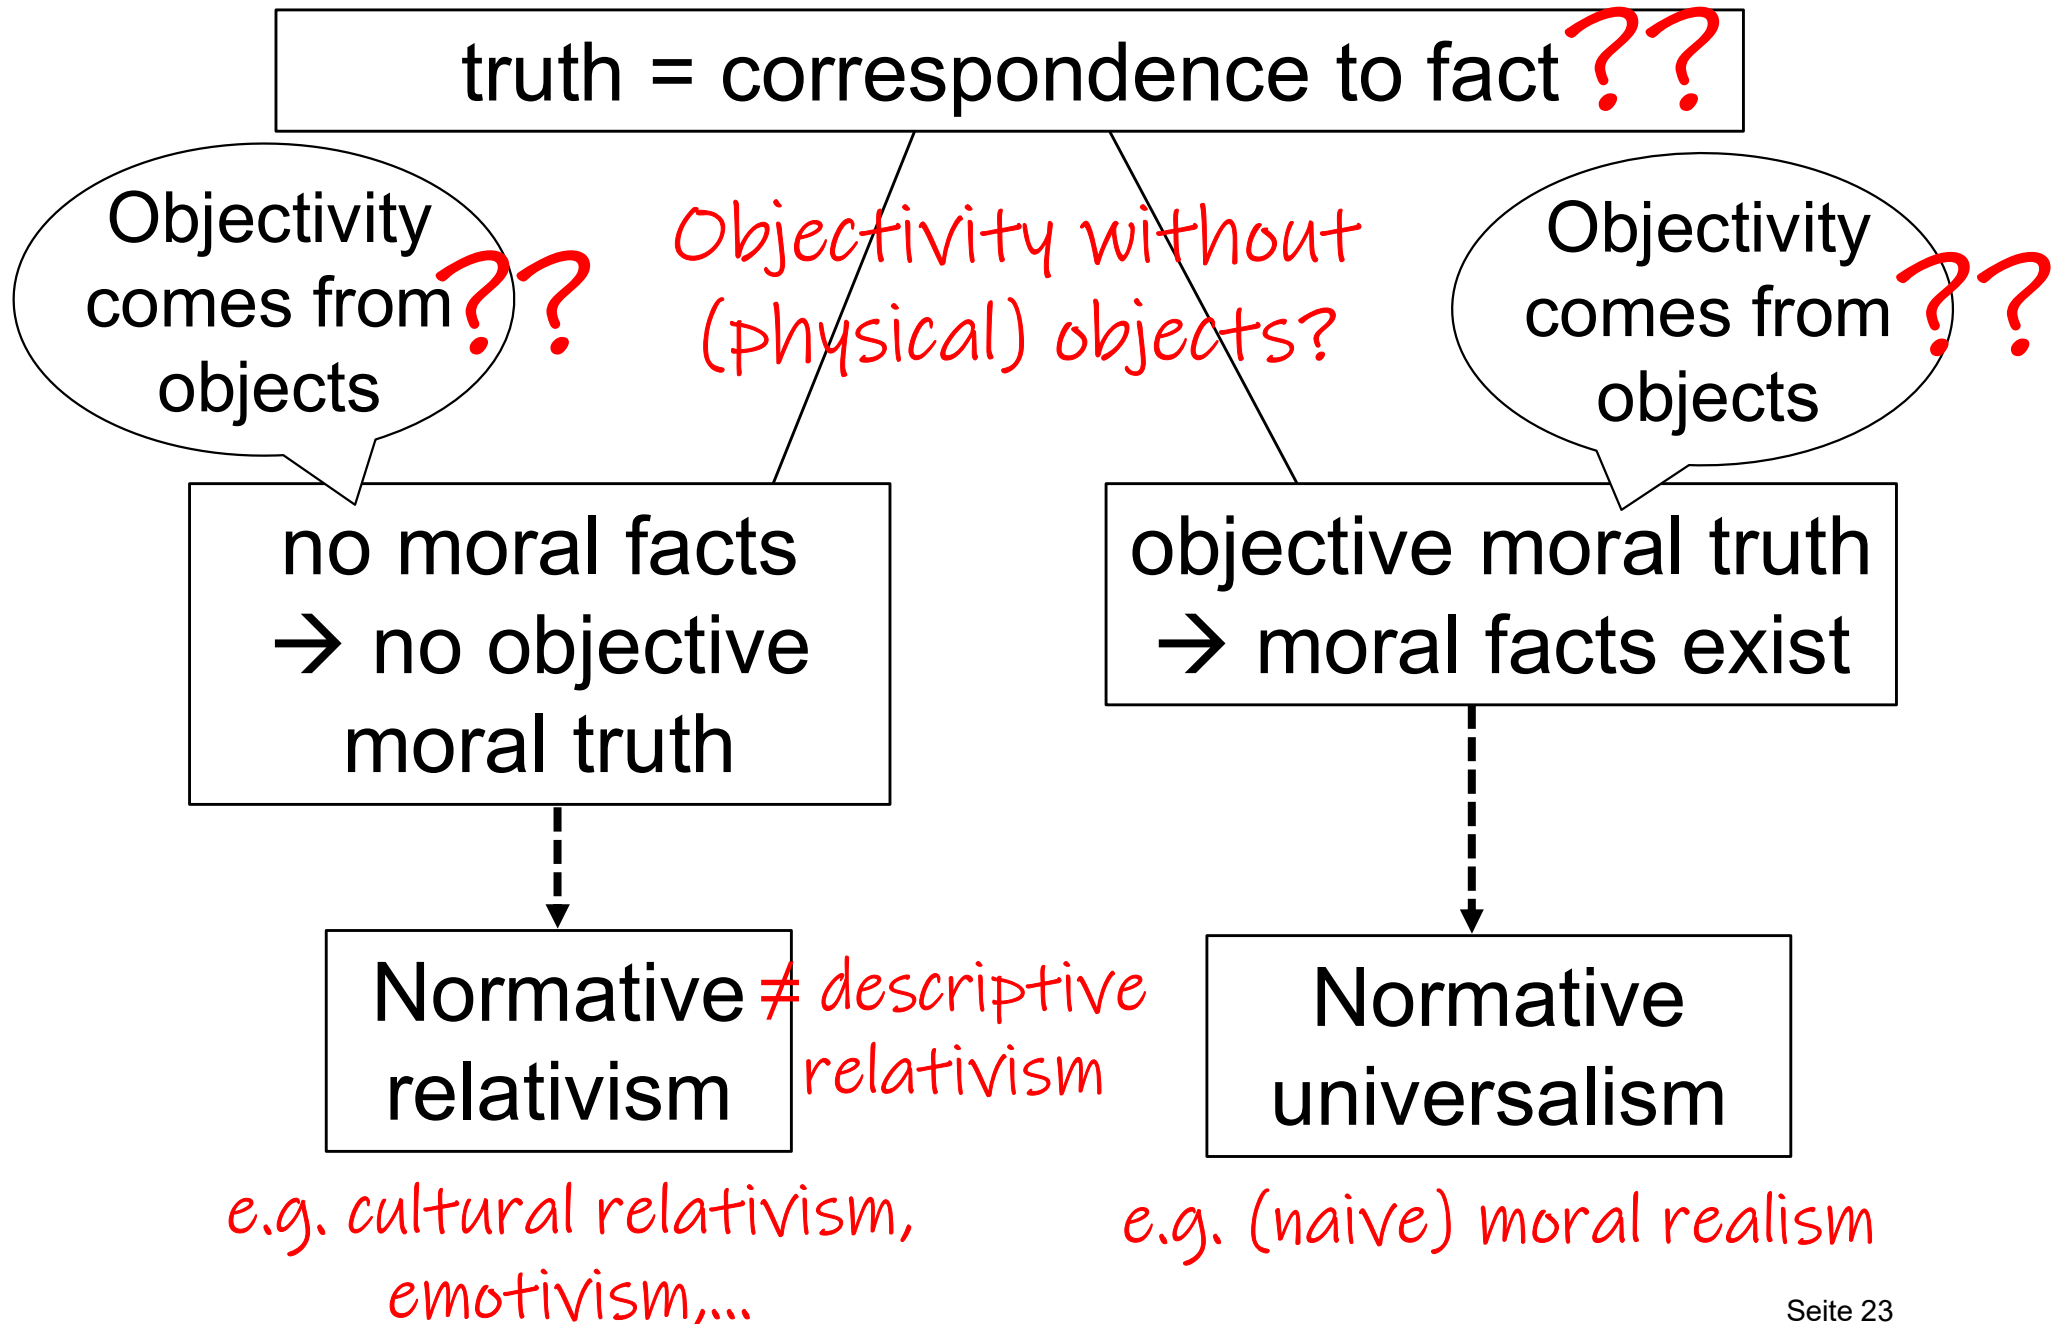 truth = correspondence to fact ??
Objectivity
comes from ??
objects
Objectivity without
(physical) objects?
Objectivity
comes from ??
objects
no moral facts
→ no objective
moral truth
objective moral truth
→ moral facts exist
Normative
relativism
≠ descriptive
relativism
Normative
universalism
e.g. cultural relativism,
emotivism,...
e.g. (naive) moral realism
Seite 23